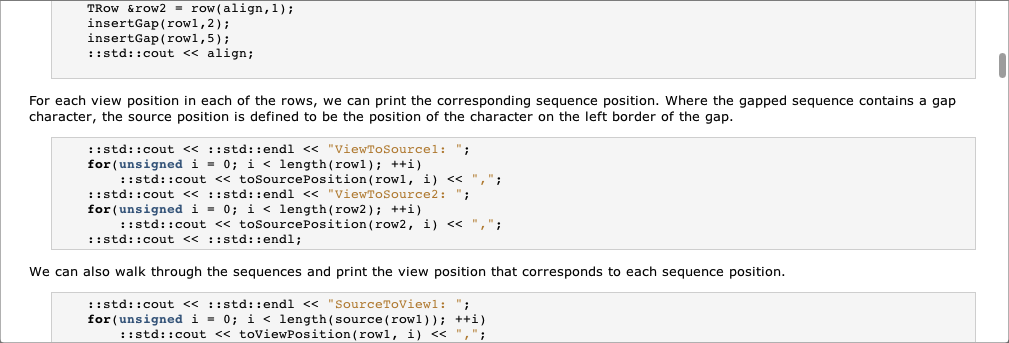 TRow &row2 = row(align,1);
insertGap(row1,2);
insertGap(row1,5);
::std::cout << align;
For each view position in each of the rows, we can print the corresponding sequence position. Where the gapped sequence contains a gap
character, the source position is defined to be the position of the character on the left border of the gap.
::std::cout << ::std::endl << "ViewToSource1: ";
for(unsigned i = 0; i < length(row1); ++i)
    ::std::cout << toSourcePosition(row1, i) << ",";
::std::cout << ::std::endl << "ViewToSource2: ";
for(unsigned i = 0; i < length(row2); ++i)
    ::std::cout << toSourcePosition(row2, i) << ",";
::std::cout << ::std::endl;
We can also walk through the sequences and print the view position that corresponds to each sequence position.
::std::cout << ::std::endl << "SourceToView1: ";
for(unsigned i = 0; i < length(source(row1)); ++i)
    ::std::cout << toViewPosition(row1, i) << ",";